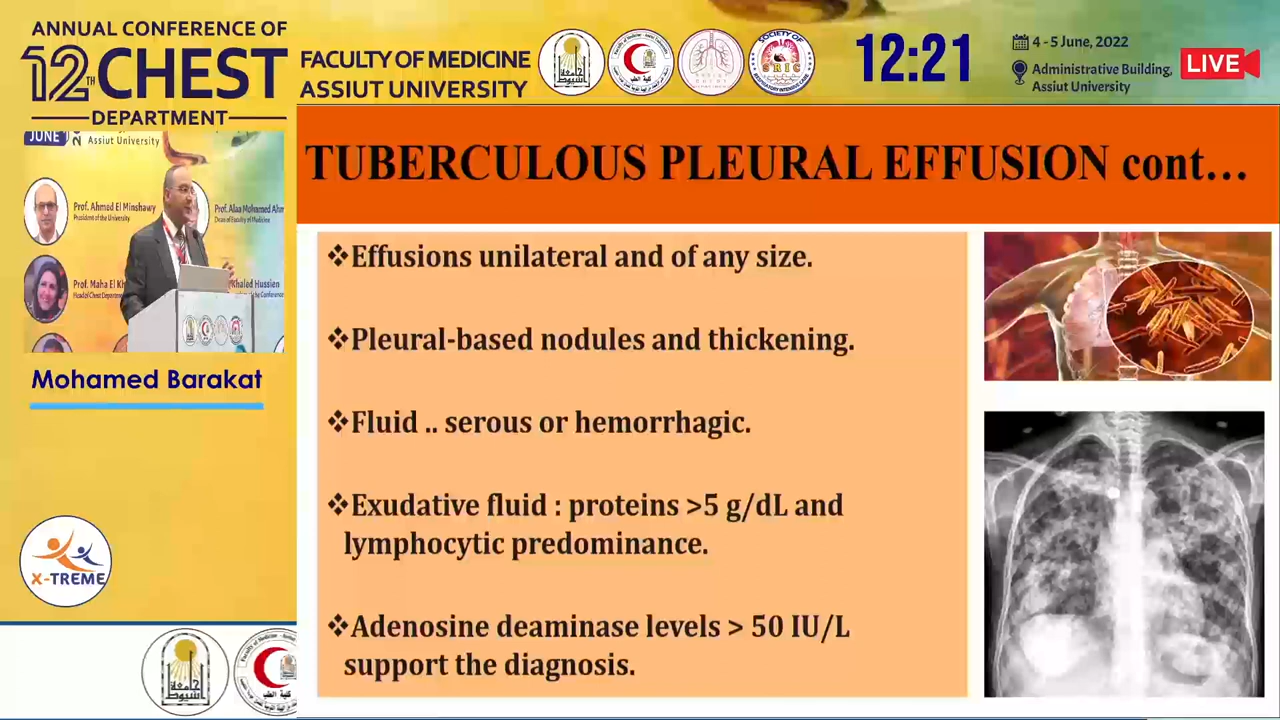 ANNUAL CONFERENCE OF
12TH CHEST
DEPARTMENT
FACULTY OF MEDICINE
ASSIUT UNIVERSITY
12:21
4 - 5 June, 2022
Administrative Building,
Assiut University
LIVE
JUNE
Assiut University
Prof. Ahmed El Minshawy
President of the University
Prof. Alaa Mohamed
Dean of Faculty of Medicine
Prof. Maha El
Head of Chest
Khaled Hussien
Mohamed Barakat
X-TREME
TUBERCULOUS PLEURAL EFFUSION cont...
❖Effusions unilateral and of any size.
❖Pleural-based nodules and thickening.
❖Fluid .. serous or hemorrhagic.
❖Exudative fluid : proteins >5 g/dL and
lymphocytic predominance.
❖Adenosine deaminase levels > 50 IU/L
support the diagnosis.